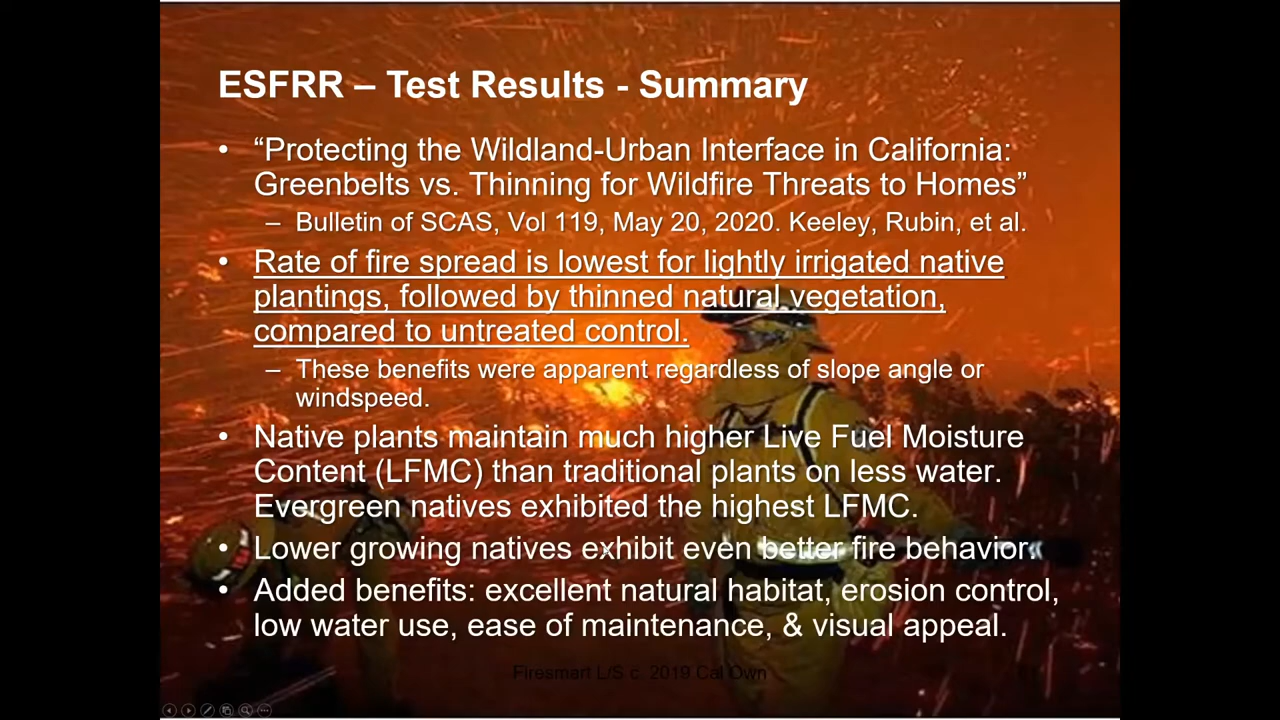 ESFRR – Test Results - Summary
• “Protecting the Wildland-Urban Interface in California:
Greenbelts vs. Thinning for Wildfire Threats to Homes”
– Bulletin of SCAS, Vol 119, May 20, 2020. Keeley, Rubin, et al.
• Rate of fire spread is lowest for lightly irrigated native
plantings, followed by thinned natural vegetation,
compared to untreated control.
– These benefits were apparent regardless of slope angle or
windspeed.
• Native plants maintain much higher Live Fuel Moisture
Content (LFMC) than traditional plants on less water.
Evergreen natives exhibited the highest LFMC.
• Lower growing natives exhibit even better fire behavior.
• Added benefits: excellent natural habitat, erosion control,
low water use, ease of maintenance, & visual appeal.
Firesmart L/S c. 2019 Cal Own